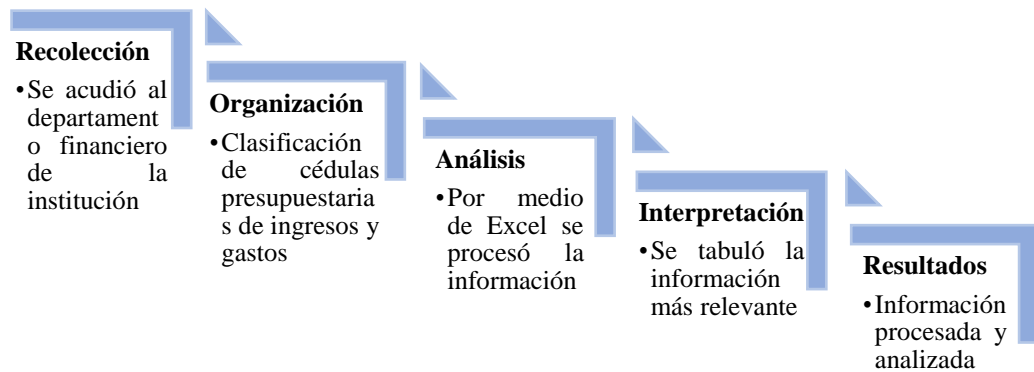 Recolección
•Se acudió al
departament
o financiero
de la
institución
Organización
•Clasificación
de cédulas
presupuestaria
s de ingresos y
gastos
Análisis
•Por medio
de Excel se
procesó la
información
Interpretación
•Se tabuló la
información
más relevante
Resultados
•Información
procesada y
analizada